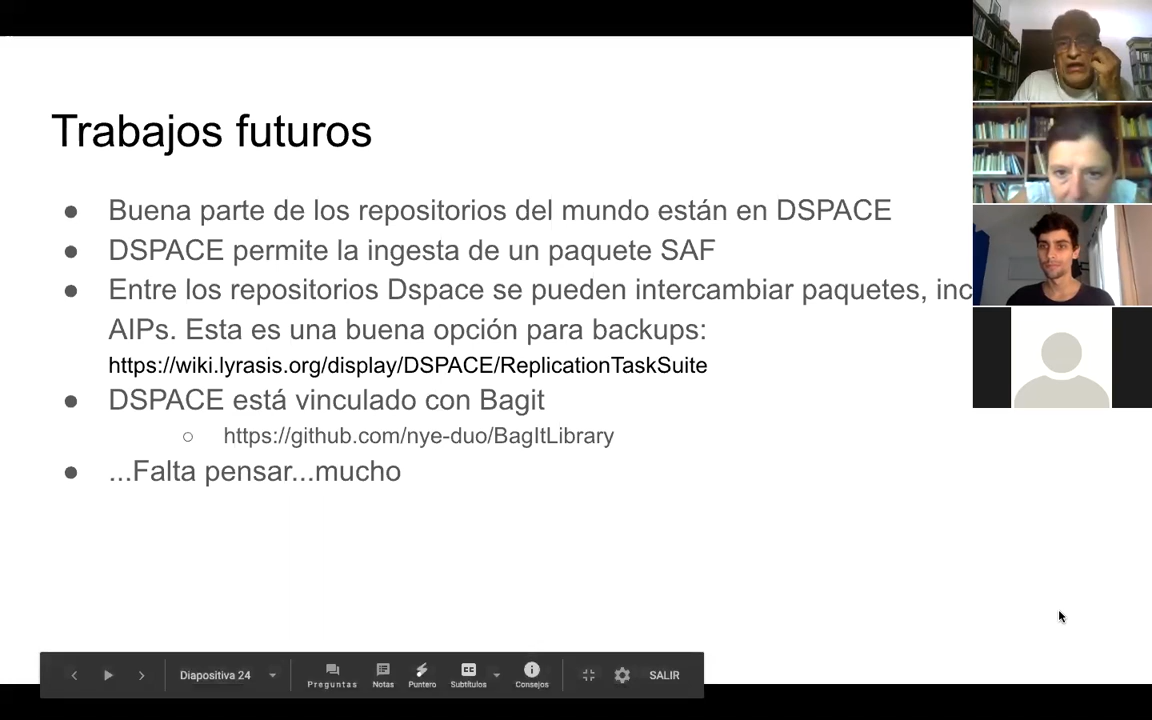 Trabajos futuros
● Buena parte de los repositorios del mundo están en DSPACE
● DSPACE permite la ingesta de un paquete SAF
● Entre los repositorios Dspace se pueden intercambiar paquetes, inc
AIPs. Esta es una buena opción para backups:
https://wiki.lyrasis.org/display/DSPACE/ReplicationTaskSuite
● DSPACE está vinculado con Bagit
○ https://github.com/nye-duo/BagItLibrary
● ...Falta pensar...mucho
Diapositiva 24 Preguntas Notas Puntero CC Subtítulos Consejos SALIR